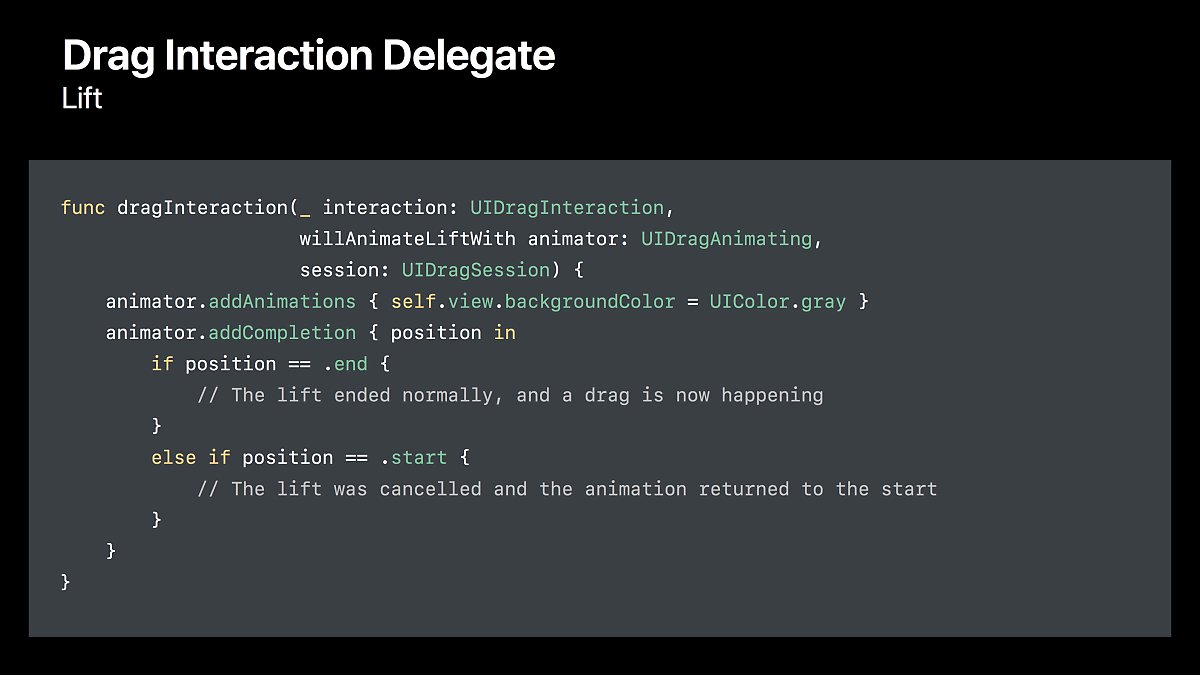 Drag Interaction Delegate
Lift
func dragInteraction(_ interaction: UIDragInteraction,
                     willAnimateLiftWith animator: UIDragAnimating,
                     session: UIDragSession) {
    animator.addAnimations { self.view.backgroundColor = UIColor.gray }
    animator.addCompletion { position in
        if position == .end {
            // The lift ended normally, and a drag is now happening
        }
        else if position == .start {
            // The lift was cancelled and the animation returned to the start
        }
    }
}